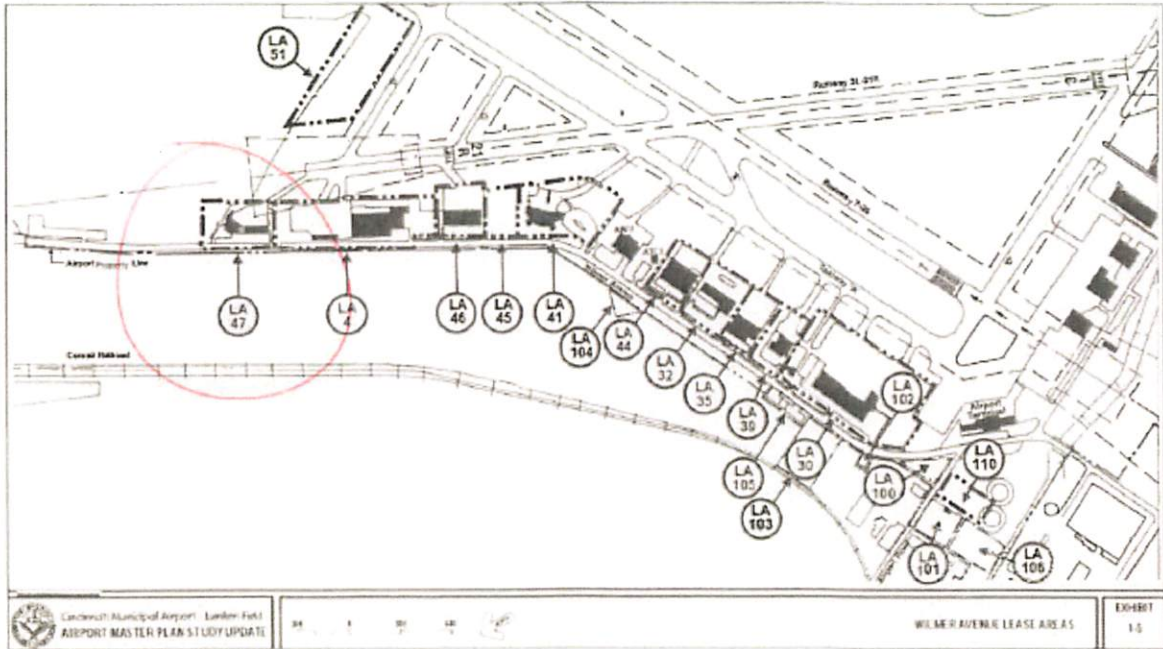 LA
51
Runway 3L-21R
Runway 7-25
Airport Property Line
LA
47
LA
4
LA
46
LA
45
LA
41
LA
104
LA
44
LA
32
LA
35
LA
39
LA
30
LA
105
LA
103
LA
102
LA
100
LA
110
LA
101
LA
106
Airport
Terminal
Conrail Railroad
Cincinnati Municipal Airport - Lunken Field
AIRPORT MASTER PLAN STUDY UPDATE
WILMER AVENUE LEASE AREAS
EXHIBIT
1-5